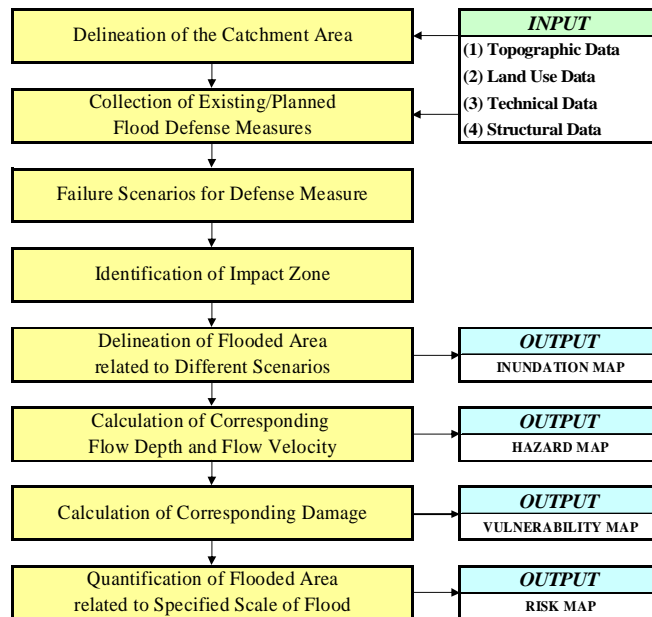 Delineation of the Catchment Area
INPUT
(1) Topographic Data
(2) Land Use Data
(3) Technical Data
(4) Structural Data
Collection of Existing/Planned
Flood Defense Measures
Failure Scenarios for Defense Measure
Identification of Impact Zone
Delineation of Flooded Area
related to Different Scenarios
OUTPUT
INUNDATION MAP
Calculation of Corresponding
Flow Depth and Flow Velocity
OUTPUT
HAZARD MAP
Calculation of Corresponding Damage
OUTPUT
VULNERABILITY MAP
Quantification of Flooded Area
related to Specified Scale of Flood
OUTPUT
RISK MAP